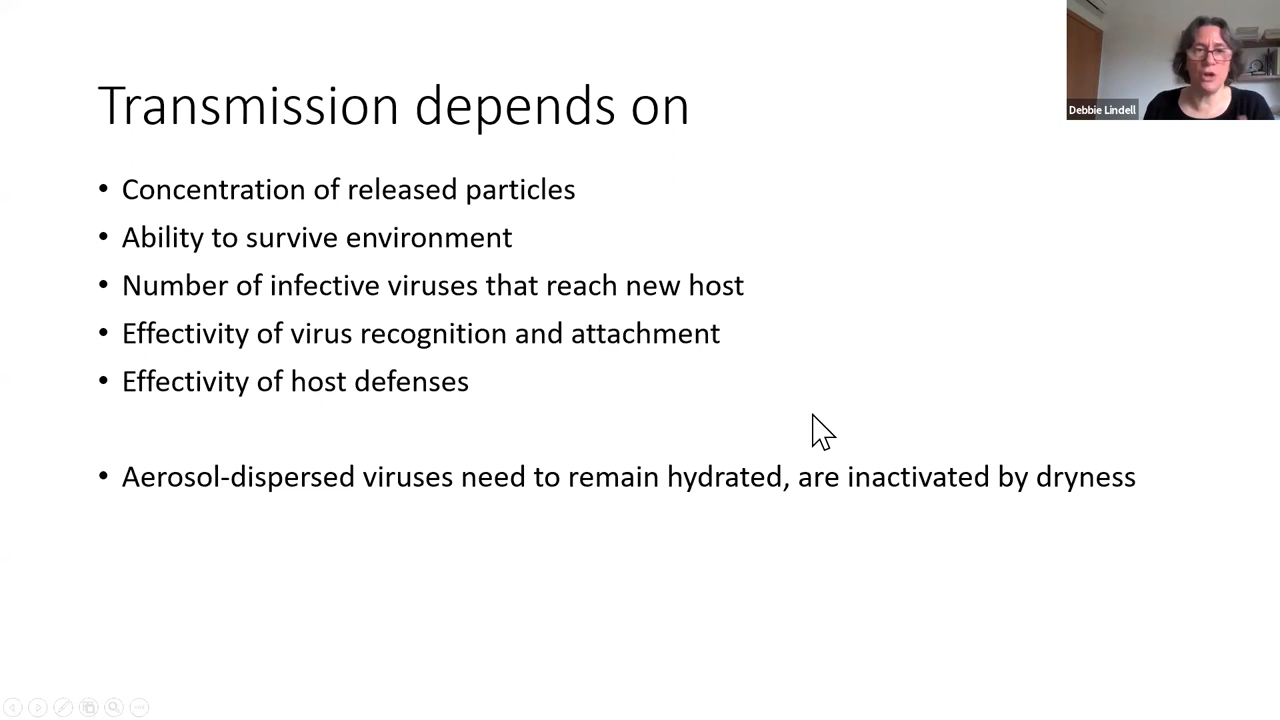 Transmission depends on
Debbie Lindell
• Concentration of released particles
• Ability to survive environment
• Number of infective viruses that reach new host
• Effectivity of virus recognition and attachment
• Effectivity of host defenses
• Aerosol-dispersed viruses need to remain hydrated, are inactivated by dryness